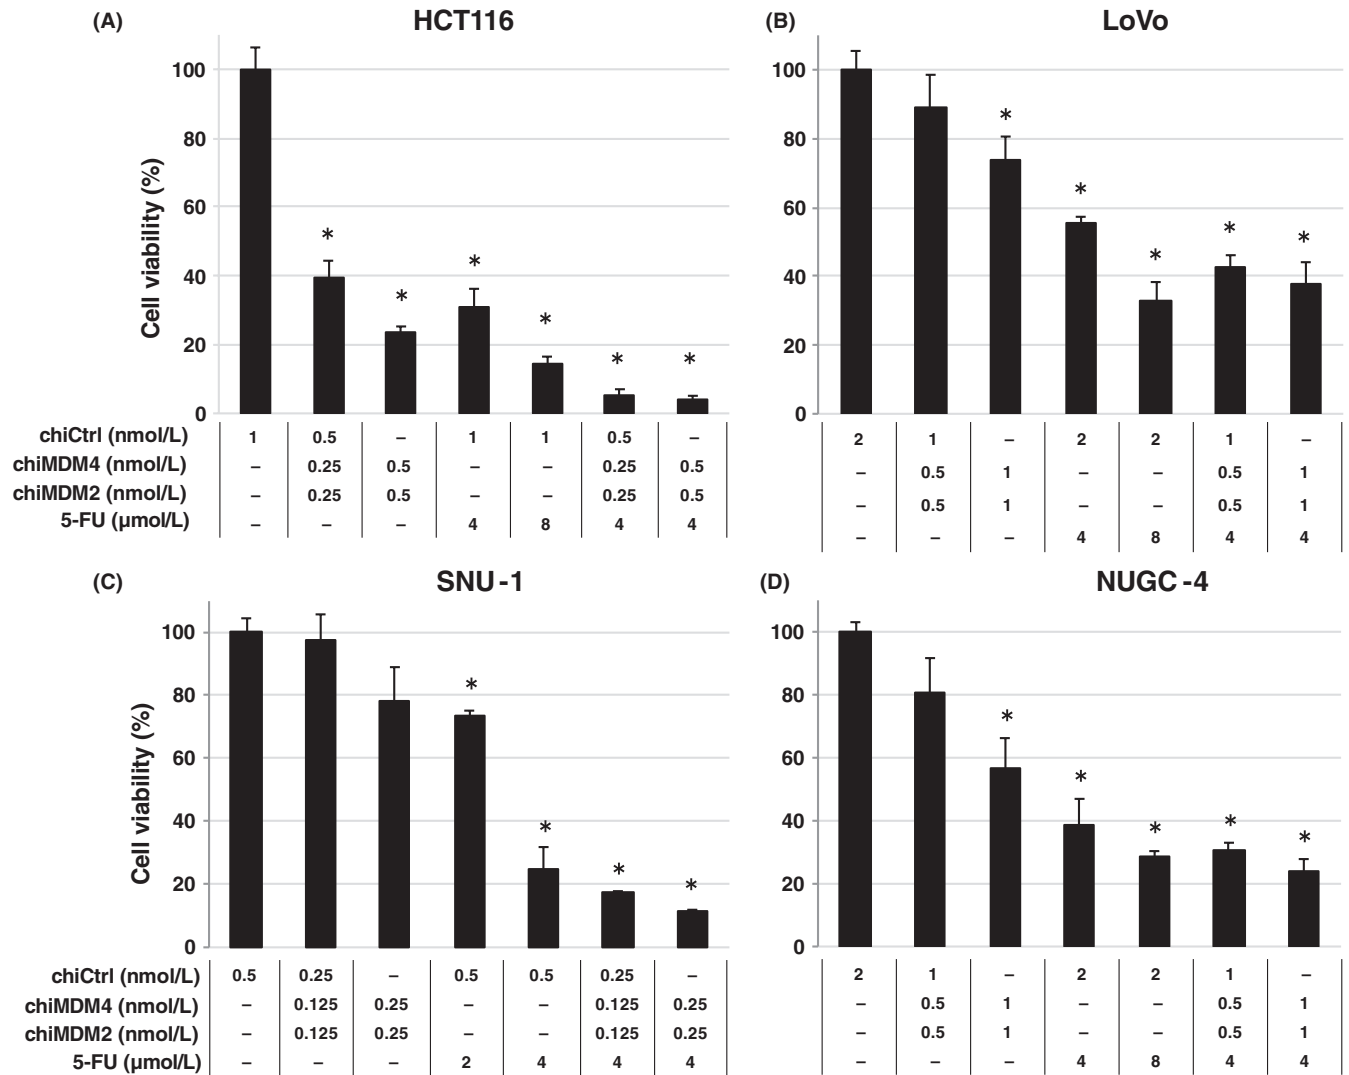 (A) HCT116
100
80
60
40
20
0
Cell viability (%)
* * * * * *
chiCtrl (nmol/L) 1 0.5 – 1 1 0.5 –
chiMDM4 (nmol/L) – 0.25 0.5 – – 0.25 0.5
chiMDM2 (nmol/L) – 0.25 0.5 – – 0.25 0.5
5-FU (µmol/L) – – – 4 8 4 4
(B) LoVo
100
80
60
40
20
0
* * * * *
2 1 – 2 2 1 –
– 0.5 1 – – 0.5 1
– 0.5 1 – – 0.5 1
– – – 4 8 4 4
(C) SNU-1
100
80
60
40
20
0
Cell viability (%)
* * * *
chiCtrl (nmol/L) 0.5 0.25 – 0.5 0.5 0.25 –
chiMDM4 (nmol/L) – 0.125 0.25 – – 0.125 0.25
chiMDM2 (nmol/L) – 0.125 0.25 – – 0.125 0.25
5-FU (µmol/L) – – – 2 4 4 4
(D) NUGC-4
100
80
60
40
20
0
* * * * *
2 1 – 2 2 1 –
– 0.5 1 – – 0.5 1
– 0.5 1 – – 0.5 1
– – – 4 8 4 4